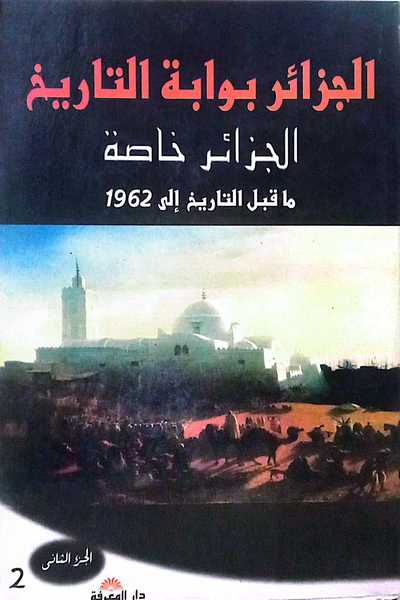 الجزائر بوابة التاريخ
الجزائر خاصة
ما قبل التاريخ إلى 1962
الجزء الثاني
2
دار المعرفة